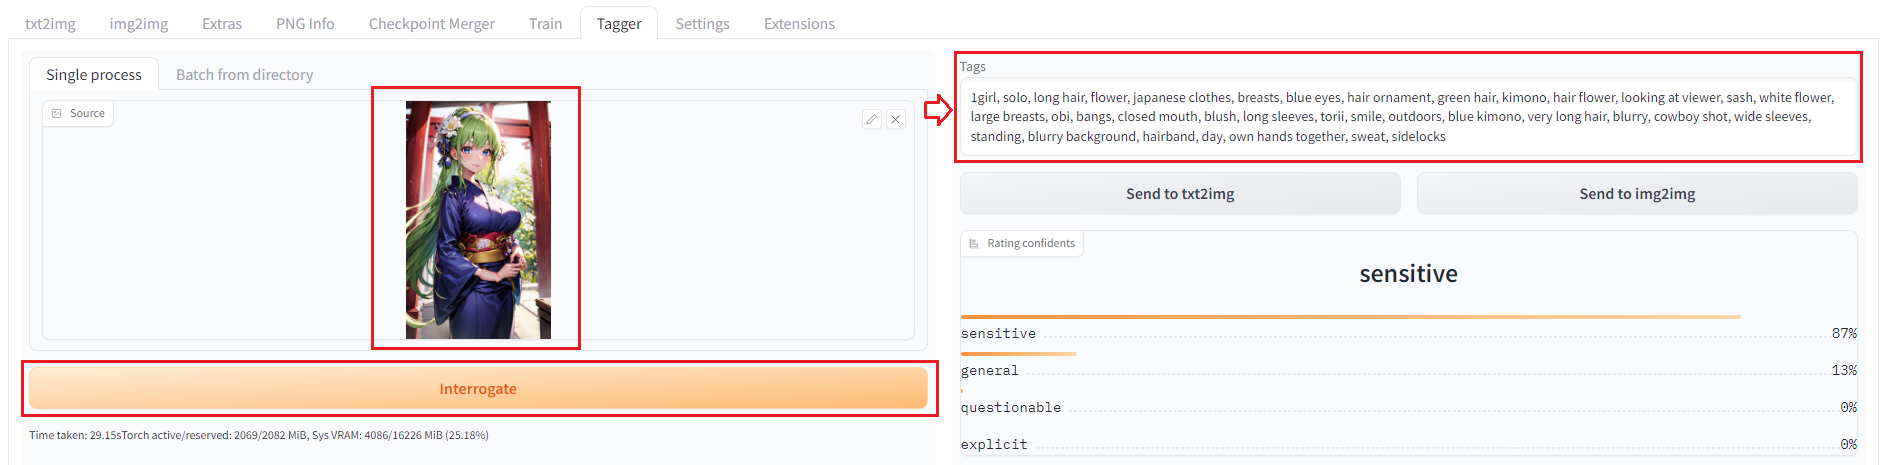 txt2img img2img Extras PNG Info Checkpoint Merger Train Tagger Settings Extensions
Single process Batch from directory
Source
Interrogate
Time taken: 29.15sTorch active/reserved: 2069/2082 MiB, Sys VRAM: 4086/16226 MiB (25.18%)
Tags
1girl, solo, long hair, flower, japanese clothes, breasts, blue eyes, hair ornament, green hair, kimono, hair flower, looking at viewer, sash, white flower,
large breasts, obi, bangs, closed mouth, blush, long sleeves, torii, smile, outdoors, blue kimono, very long hair, blurry, cowboy shot, wide sleeves,
standing, blurry background, hairband, day, own hands together, sweat, sidelocks
Send to txt2img Send to img2img
Rating confidents
sensitive
sensitive 87%
general 13%
questionable 0%
explicit 0%